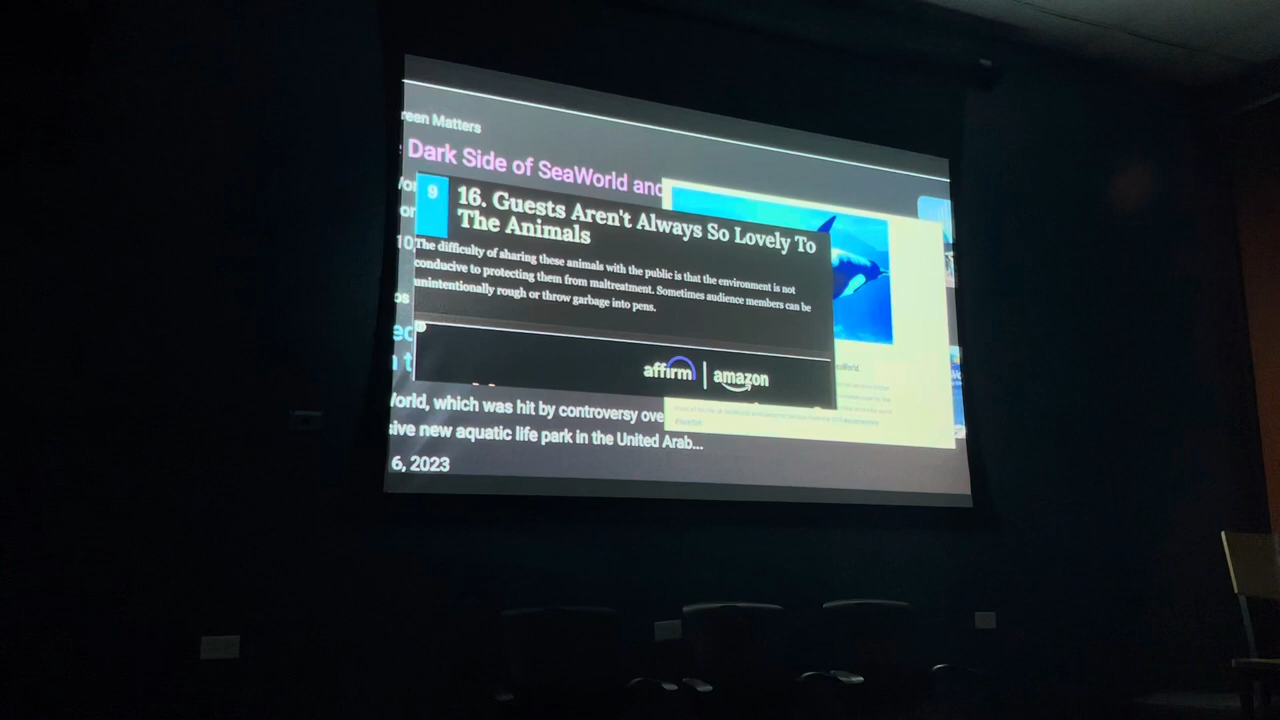 reen Matters
Dark Side of SeaWorld and
9
16. Guests Aren't Always So Lovely To
The Animals
The difficulty of sharing these animals with the public is that the environment is not
conducive to protecting them from maltreatment. Sometimes audience members can be
unintentionally rough or throw garbage into pens.
10
affirm | amazon
World, which was hit by controversy ove
sive new aquatic life park in the United Arab...
6, 2023